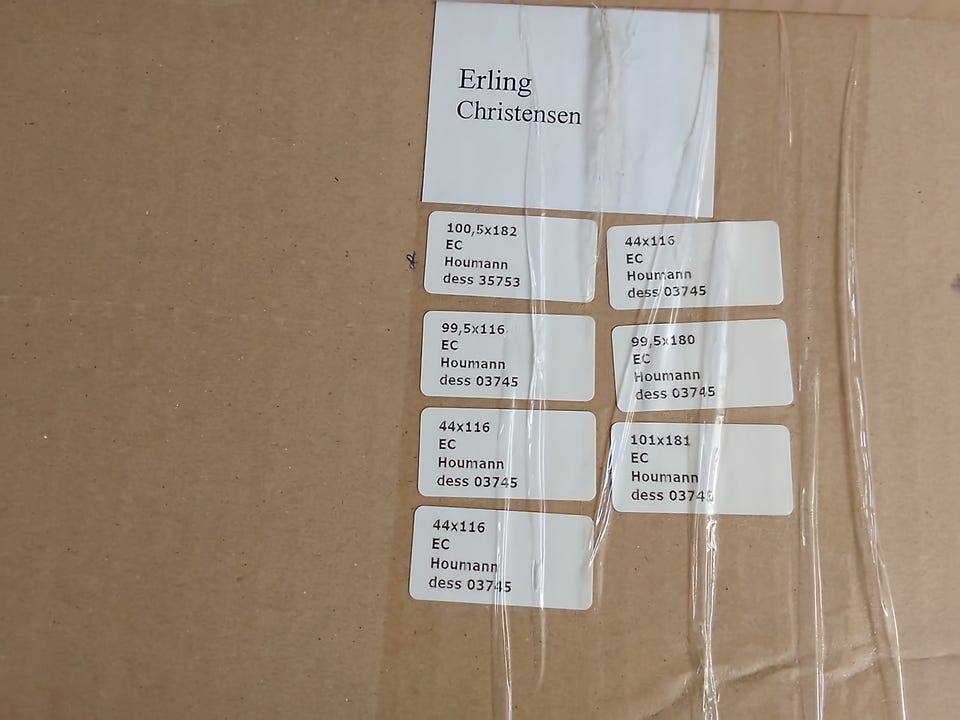 Erling
Christensen
100,5x182
EC
Houmann
dess 35753
44x116
EC
Houmann
dess 03745
99,5x116
EC
Houmann
dess 03745
99,5x180
EC
Houmann
dess 03745
44x116
EC
Houmann
dess 03745
101x181
EC
Houmann
dess
44x116
EC
Houmann
dess 03745